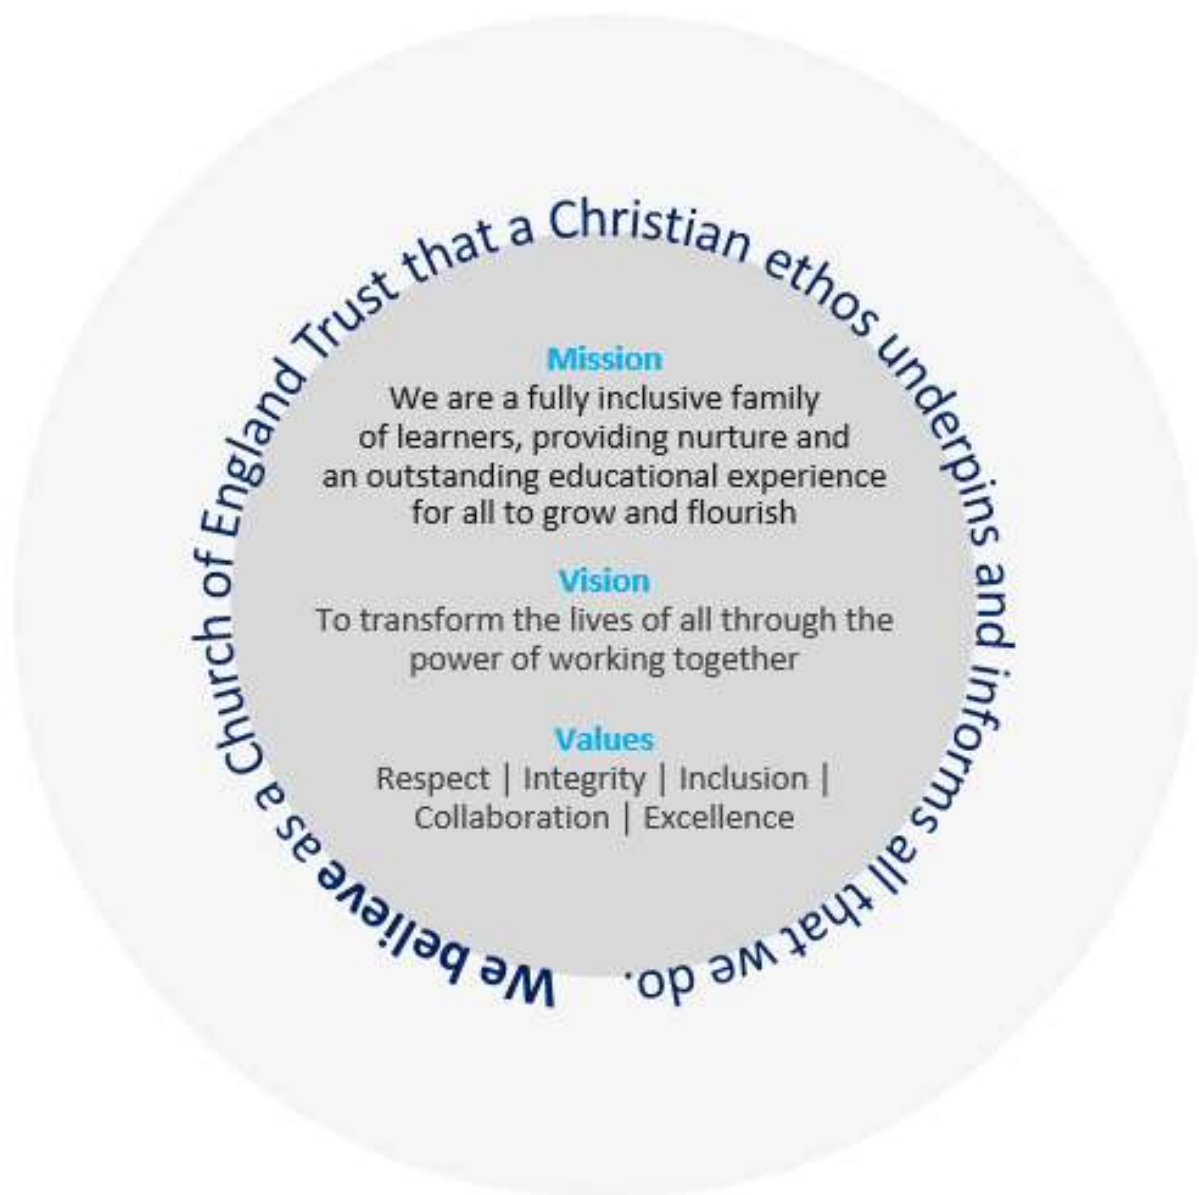 We believe as a Church of England Trust that a Christian ethos underpins and informs all that we do.
Mission
We are a fully inclusive family
of learners, providing nurture and
an outstanding educational experience
for all to grow and flourish
Vision
To transform the lives of all through the
power of working together
Values
Respect | Integrity | Inclusion |
Collaboration | Excellence